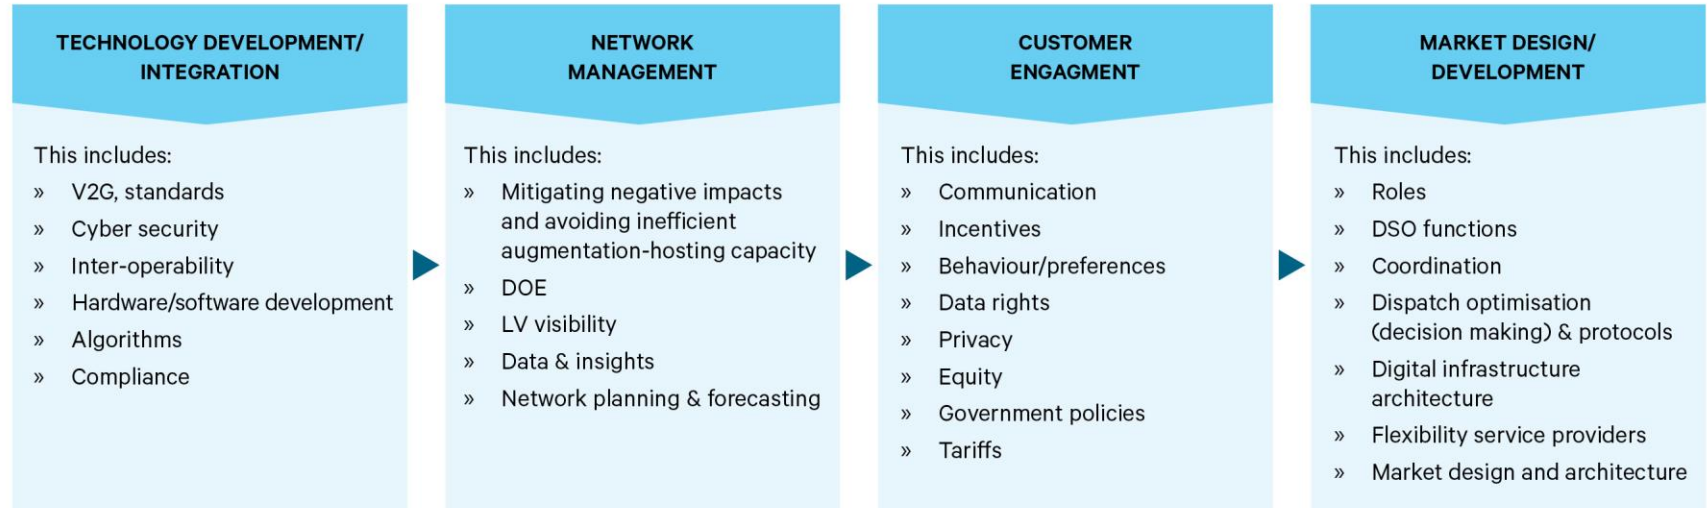 TECHNOLOGY DEVELOPMENT/
INTEGRATION
This includes:
» V2G, standards
» Cyber security
» Inter-operability
» Hardware/software development
» Algorithms
» Compliance
NETWORK
MANAGEMENT
This includes:
» Mitigating negative impacts
and avoiding inefficient
augmentation-hosting capacity
» DOE
» LV visibility
» Data & insights
» Network planning & forecasting
CUSTOMER
ENGAGMENT
This includes:
» Communication
» Incentives
» Behaviour/preferences
» Data rights
» Privacy
» Equity
» Government policies
» Tariffs
MARKET DESIGN/
DEVELOPMENT
This includes:
» Roles
» DSO functions
» Coordination
» Dispatch optimisation
(decision making) & protocols
» Digital infrastructure
architecture
» Flexibility service providers
» Market design and architecture